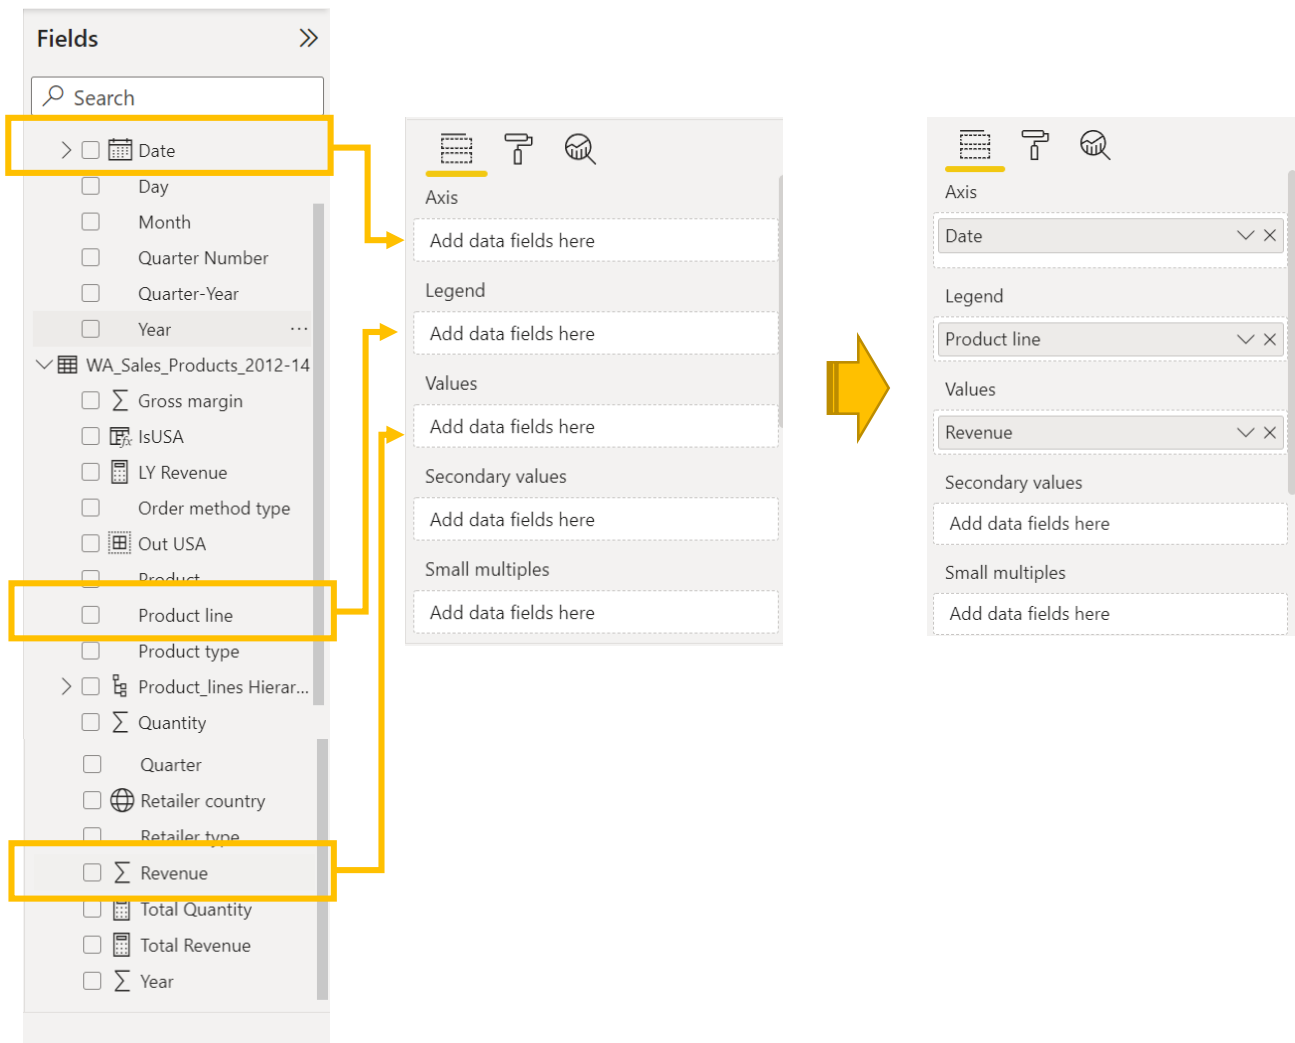 Fields
Search
Date
Day
Month
Quarter Number
Quarter-Year
Year
WA_Sales_Products_2012-14
Gross margin
IsUSA
LY Revenue
Order method type
Out USA
Product
Product line
Product type
Product_lines Hierar...
Quantity
Quarter
Retailer country
Retailer type
Revenue
Total Quantity
Total Revenue
Year
Axis
Add data fields here
Legend
Add data fields here
Values
Add data fields here
Secondary values
Add data fields here
Small multiples
Add data fields here
Axis
Date
Legend
Product line
Values
Revenue
Secondary values
Add data fields here
Small multiples
Add data fields here